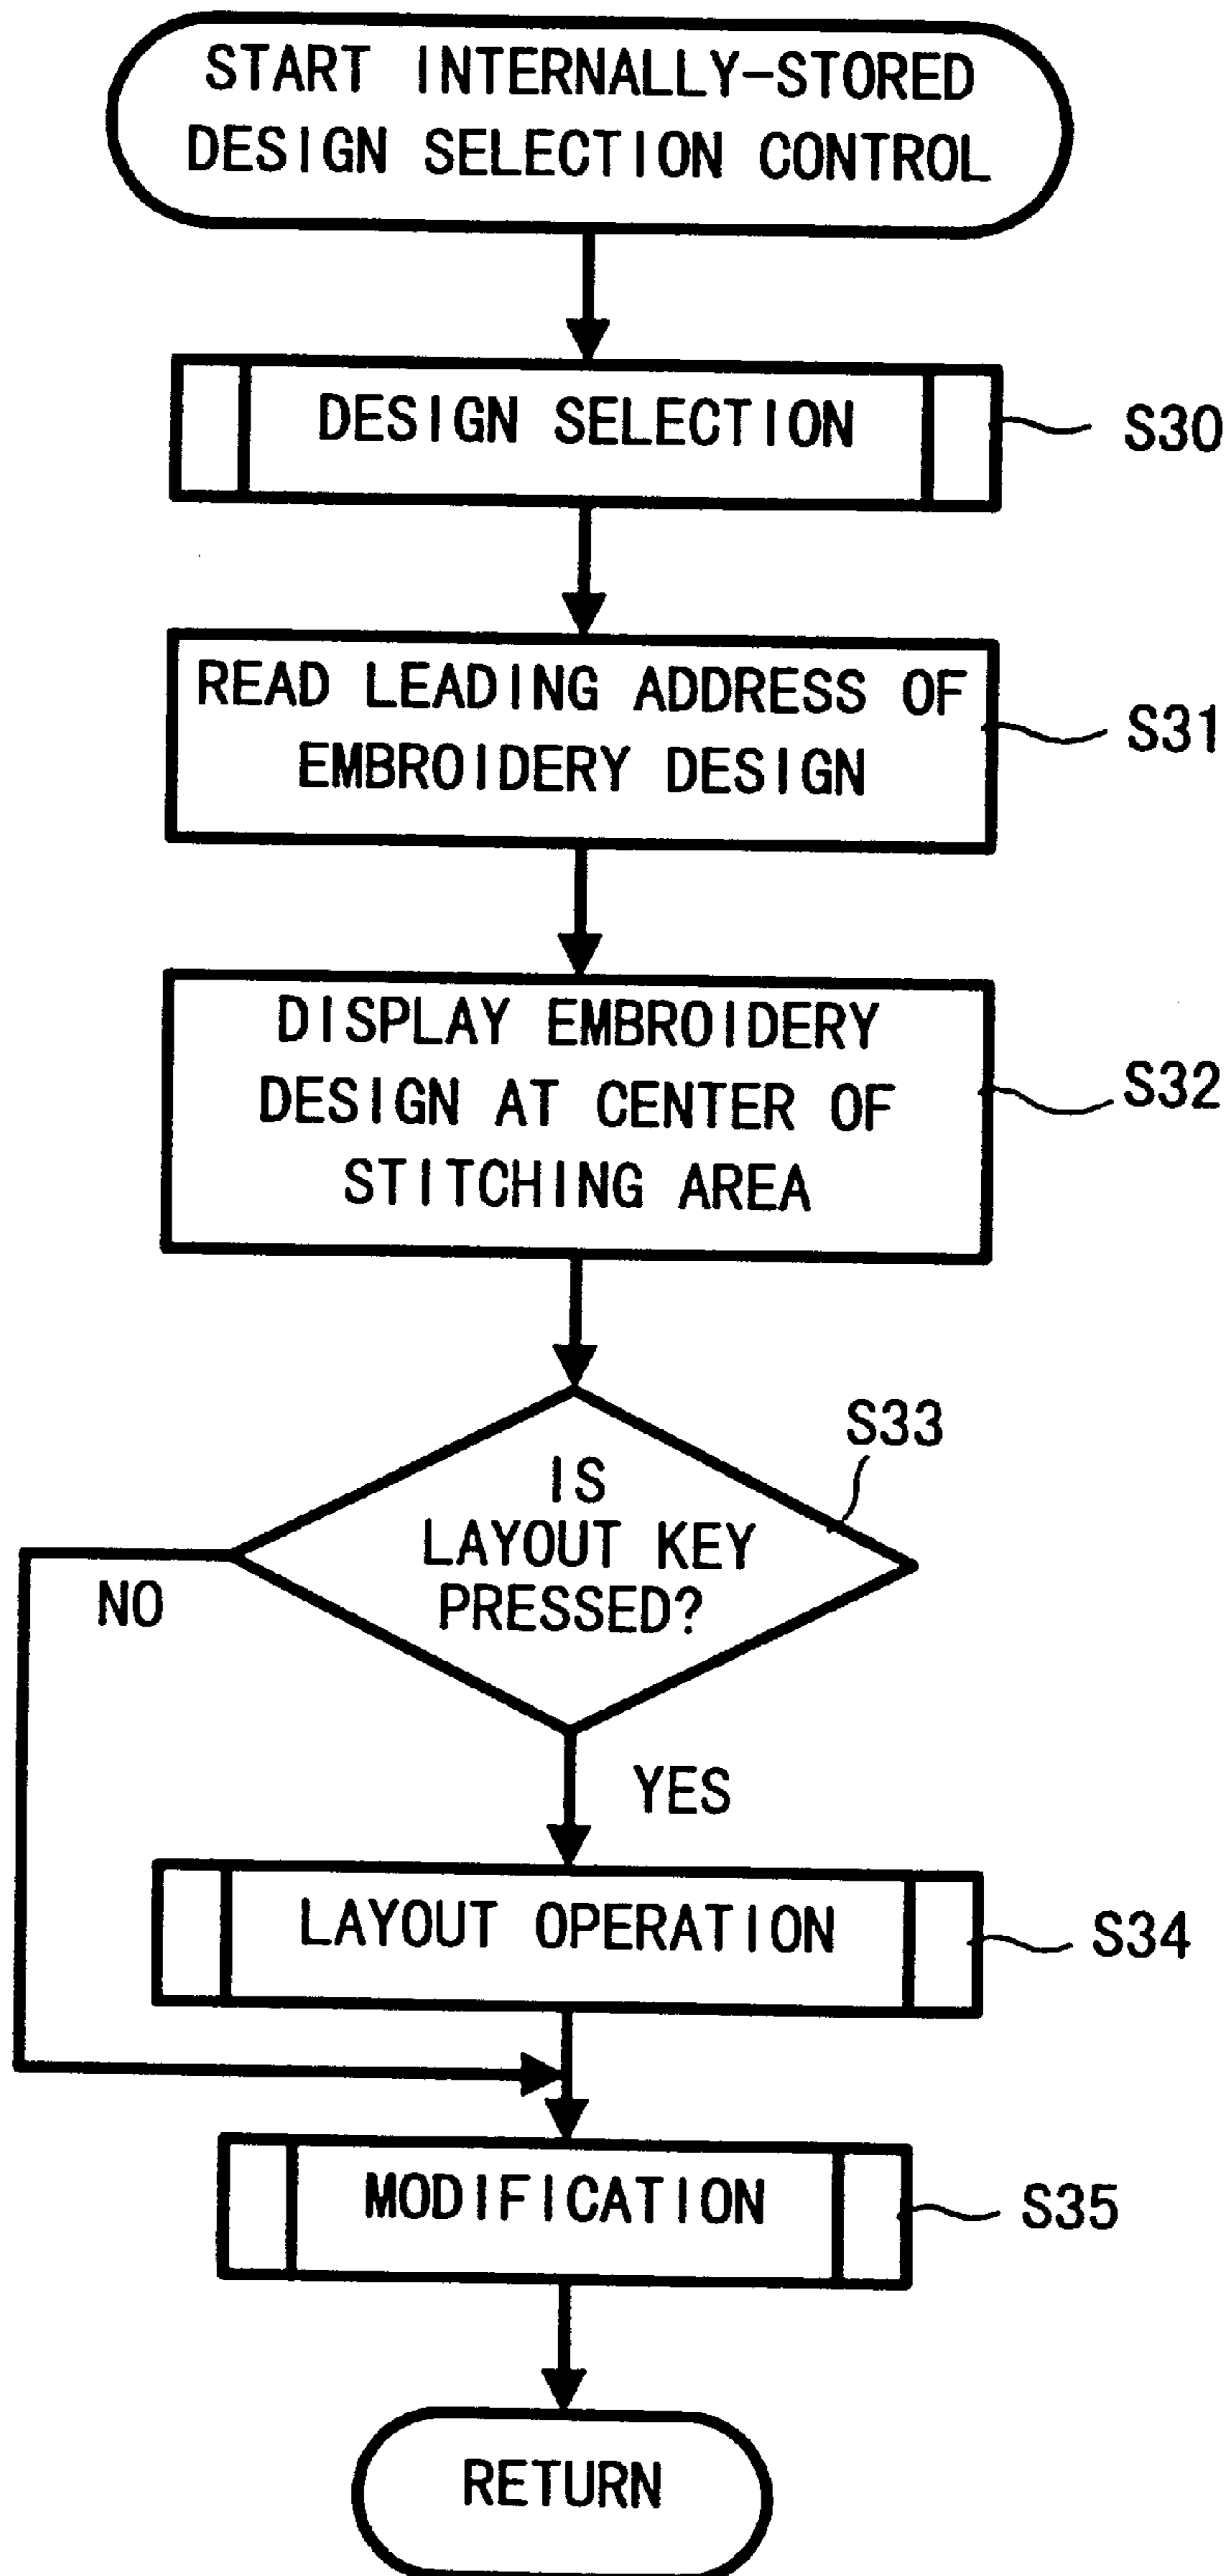 START INTERNALLY-STORED
DESIGN SELECTION CONTROL
DESIGN SELECTION
S30
READ LEADING ADDRESS OF
EMBROIDERY DESIGN
S31
DISPLAY EMBROIDERY
DESIGN AT CENTER OF
STITCHING AREA
S32
S33
IS
LAYOUT KEY
PRESSED?
NO
YES
LAYOUT OPERATION
S34
MODIFICATION
S35
RETURN